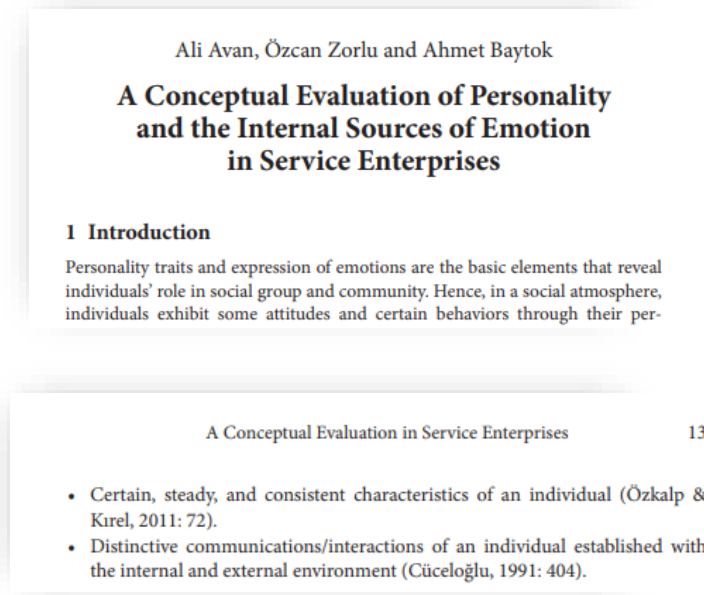 Ali Avan, Özcan Zorlu and Ahmet Baytok
A Conceptual Evaluation of Personality
and the Internal Sources of Emotion
in Service Enterprises
1 Introduction
Personality traits and expression of emotions are the basic elements that reveal
individuals’ role in social group and community. Hence, in a social atmosphere,
individuals exhibit some attitudes and certain behaviors through their per-
A Conceptual Evaluation in Service Enterprises 13
• Certain, steady, and consistent characteristics of an individual (Özkalp &
Kırel, 2011: 72).
• Distinctive communications/interactions of an individual established with
the internal and external environment (Cüceloğlu, 1991: 404).